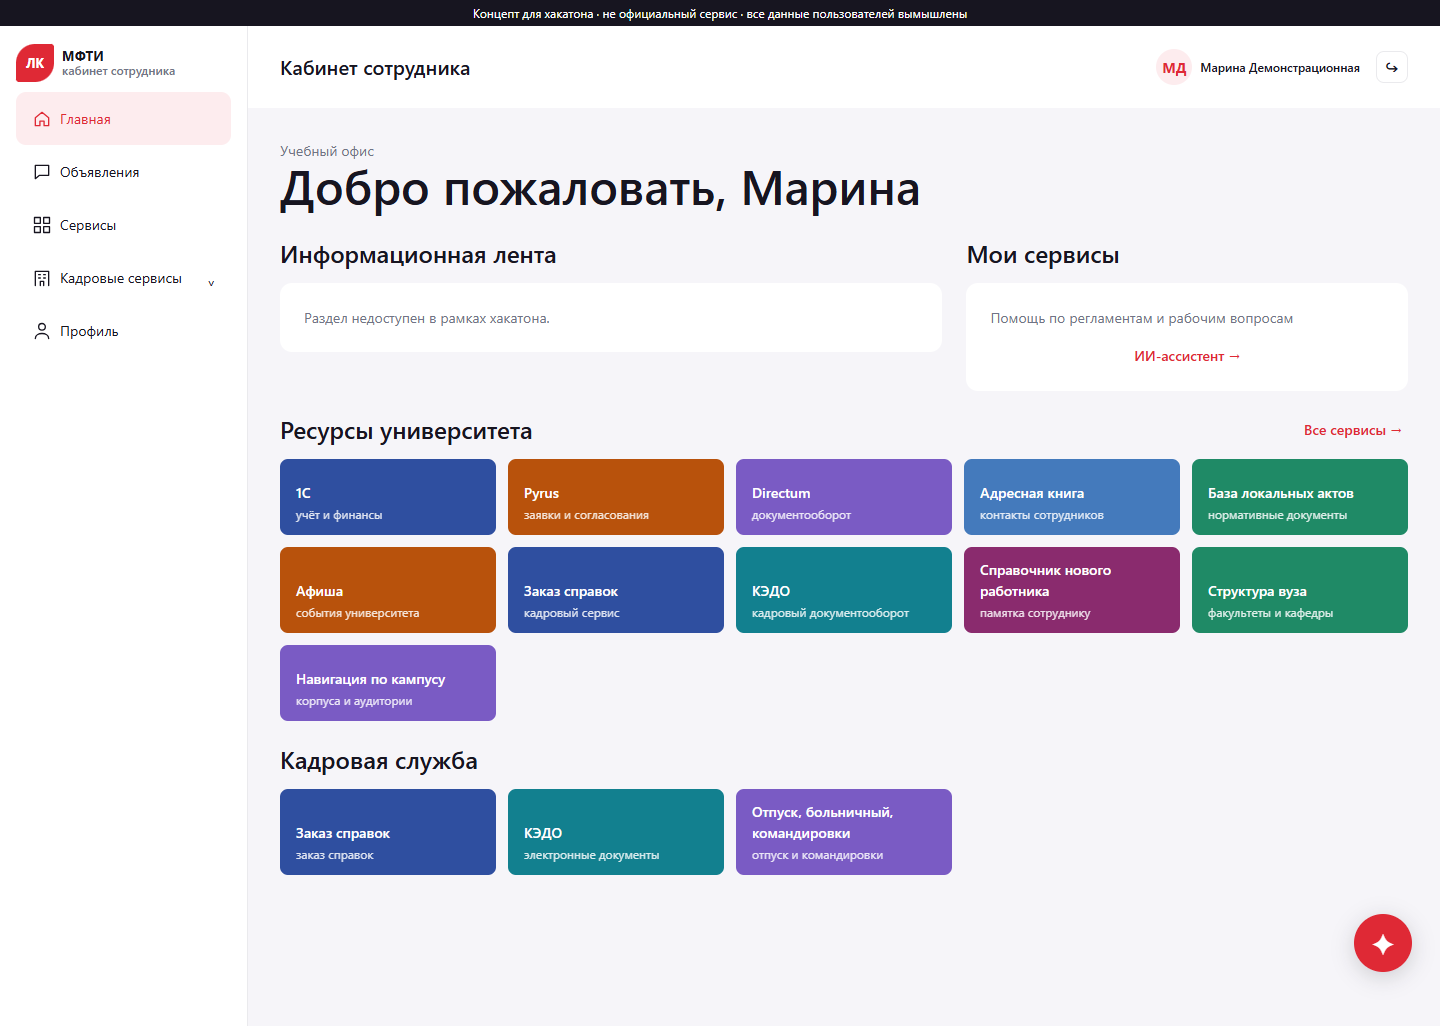 Концепт для хакатона · не официальный сервис · все данные пользователей вымышлены
ЛК
МФТИ
кабинет сотрудника
Главная
Объявления
Сервисы
Кадровые сервисы
Профиль
Кабинет сотрудника
МД
Марина Демонстрационная
Учебный офис
Добро пожаловать, Марина
Информационная лента
Раздел недоступен в рамках хакатона.
Мои сервисы
Помощь по регламентам и рабочим вопросам
ИИ-ассистент →
Ресурсы университета
Все сервисы →
1С
учёт и финансы
Pyrus
заявки и согласования
Directum
документооборот
Адресная книга
контакты сотрудников
База локальных актов
нормативные документы
Афиша
события университета
Заказ справок
кадровый сервис
КЭДО
кадровый документооборот
Справочник нового
работника
памятка сотруднику
Структура вуза
факультеты и кафедры
Навигация по кампусу
корпуса и аудитории
Кадровая служба
Заказ справок
заказ справок
КЭДО
электронные документы
Отпуск, больничный,
командировки
отпуск и командировки